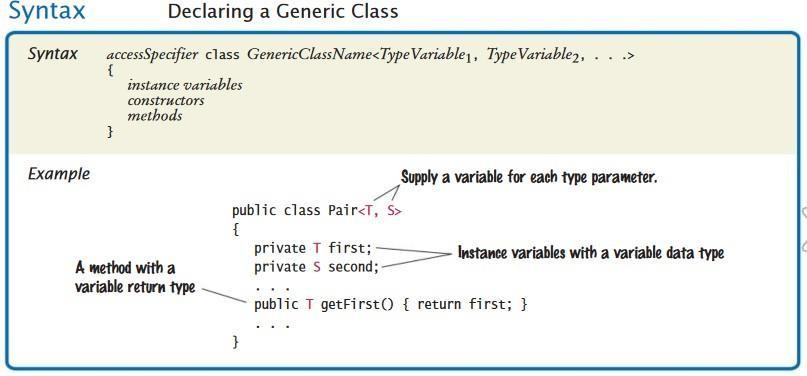 Syntax Declaring a Generic Class
Syntax accessSpecifier class GenericClassName<TypeVariable1, TypeVariable2, . . .>
{
instance variables
constructors
methods
}
Example
Supply a variable for each type parameter.
public class Pair<T, S>
{
private T first;
private S second;
Instance variables with a variable data type
. . .
A method with a
variable return type
public T getFirst() { return first; }
. . .
}